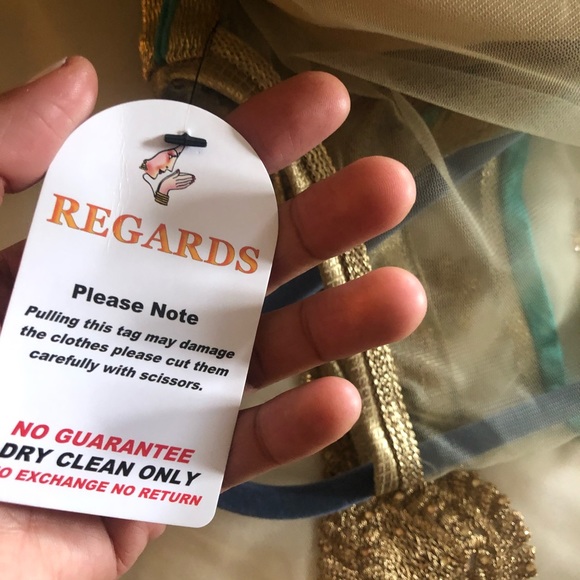 REGARDS
Please Note
Pulling this tag may damage
the clothes please cut them
carefully with scissors.
NO GUARANTEE
DRY CLEAN ONLY
NO EXCHANGE NO RETURN